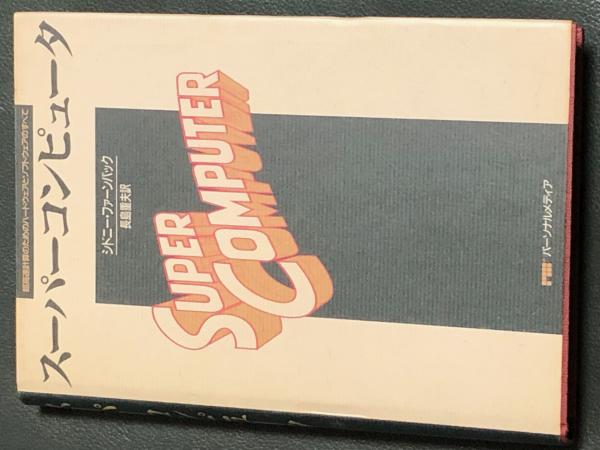 超高速計算のためのハードウェアとソフトウェアのすべて
スーパーコンピュータ
シドニー・ファーンバック
長島重夫訳
SUPER
COMPUTER
パーソナルメディア